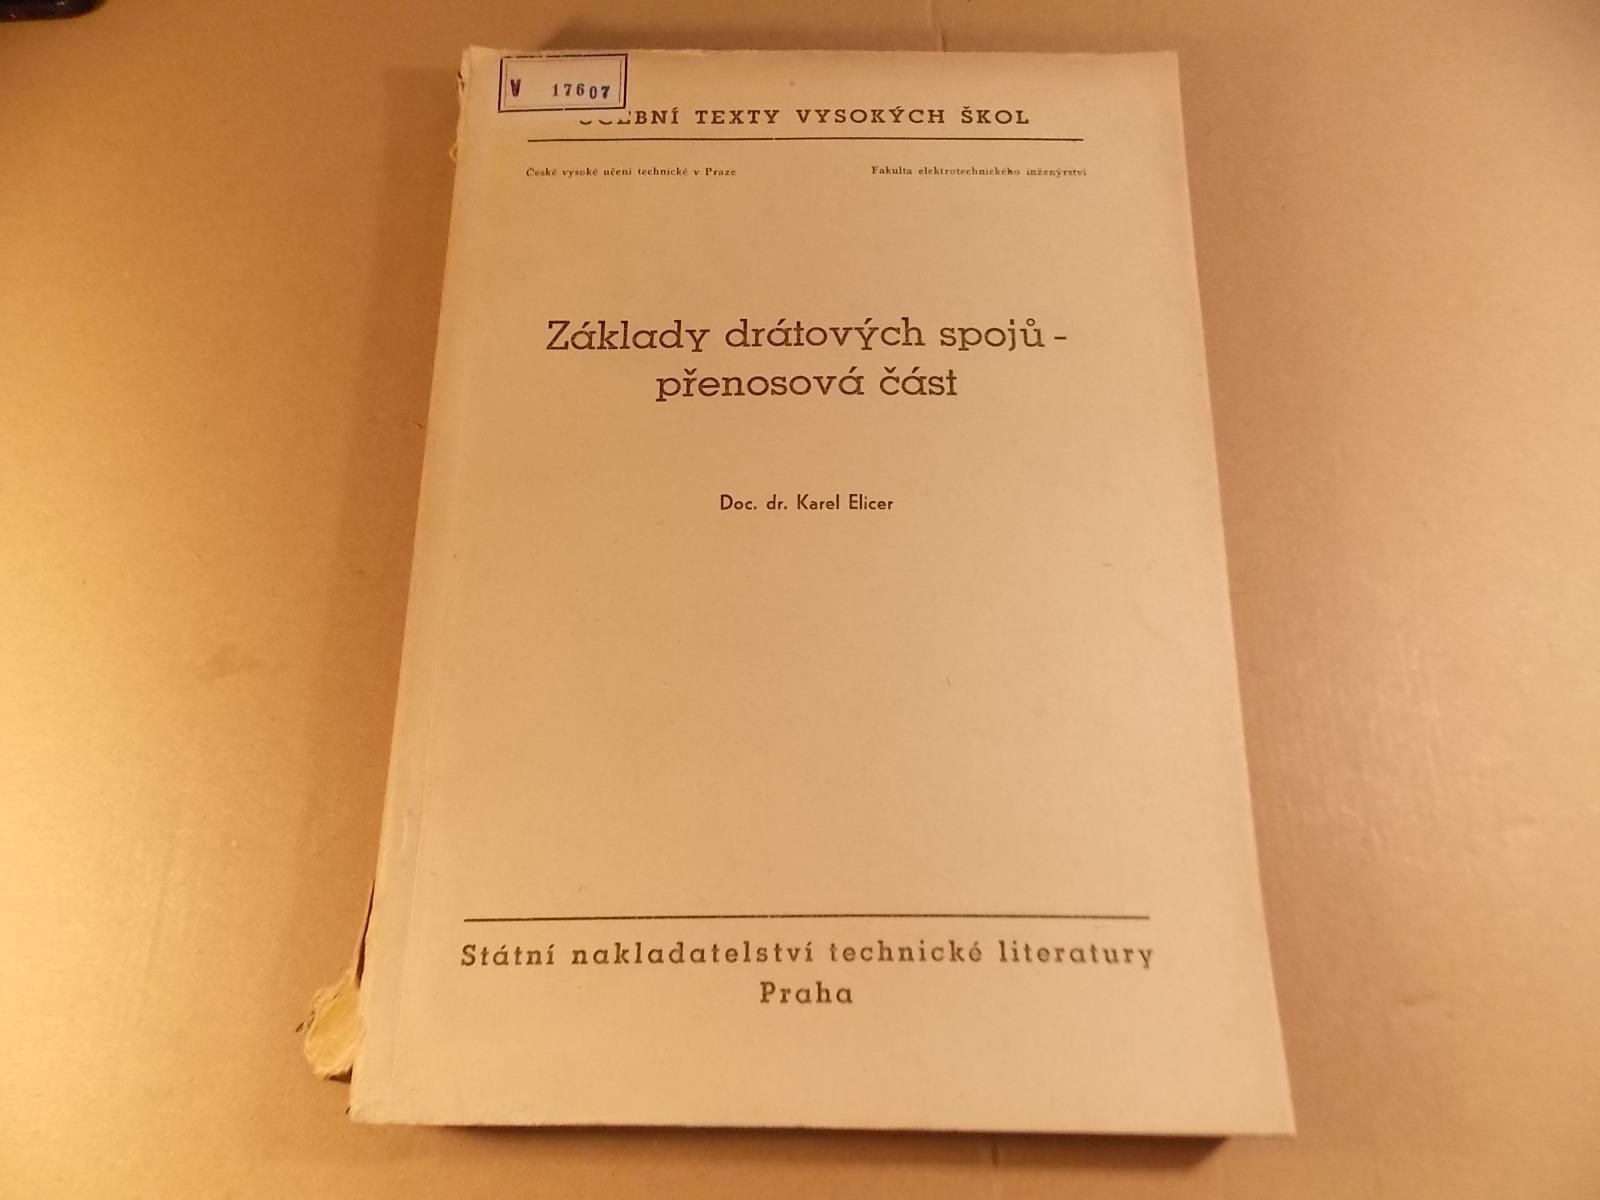 V 17607
TEXTY VYSOKÝCH ŠKOL
České vysoké učení technické v Praze
Fakulta elektrotechnického inženýrství
Základy drátových spojů -
přenosová část
Doc. dr. Karel Elicer
Státní nakladatelství technické literatury
Praha